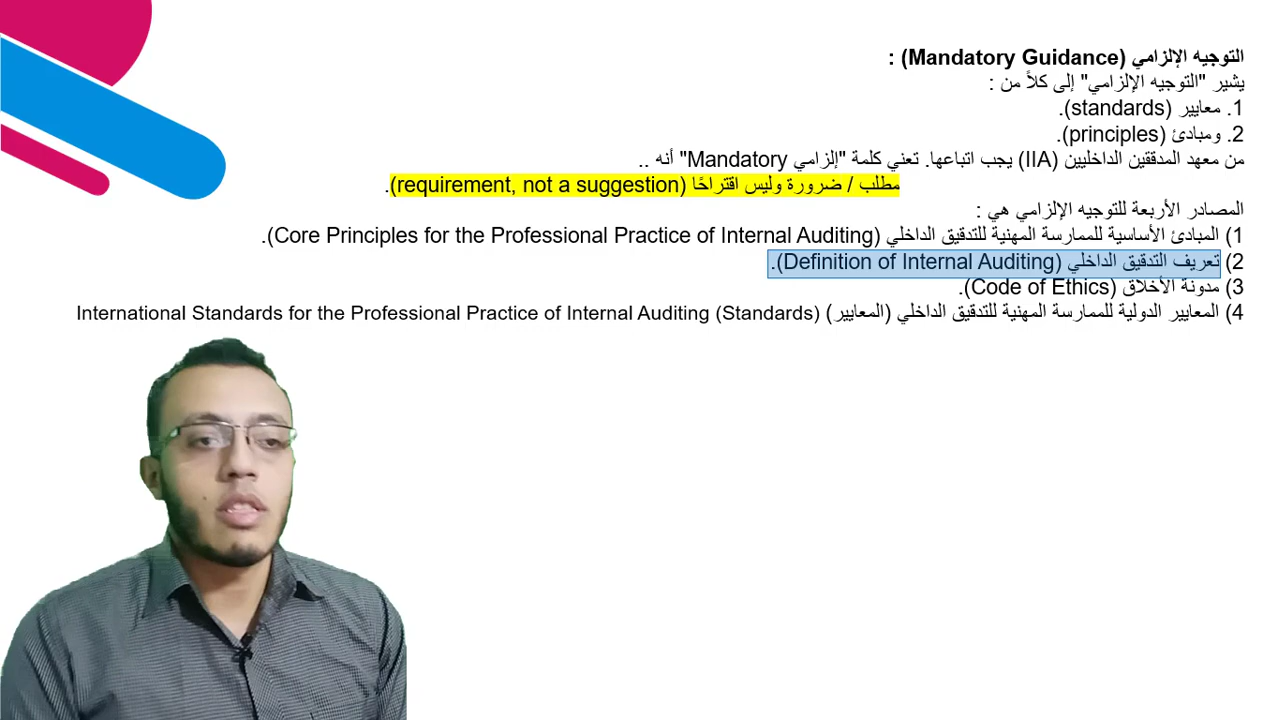 التوجيه الإلزامي (Mandatory Guidance) :
يشير "التوجيه الإلزامي" إلى كلاً من :
1. معايير (standards).
2. ومبادئ (principles).
من معهد المدققين الداخليين (IIA) يجب اتباعها. تعني كلمة "إلزامي Mandatory" أنه ..
مطلب / ضرورة وليس اقتراحًا (requirement, not a suggestion).
المصادر الأربعة للتوجيه الإلزامي هي :
1) المبادئ الأساسية للممارسة المهنية للتدقيق الداخلي (Core Principles for the Professional Practice of Internal Auditing).
2) تعريف التدقيق الداخلي (Definition of Internal Auditing).
3) مدونة الأخلاق (Code of Ethics).
4) المعايير الدولية للممارسة المهنية للتدقيق الداخلي (المعايير) International Standards for the Professional Practice of Internal Auditing (Standards)